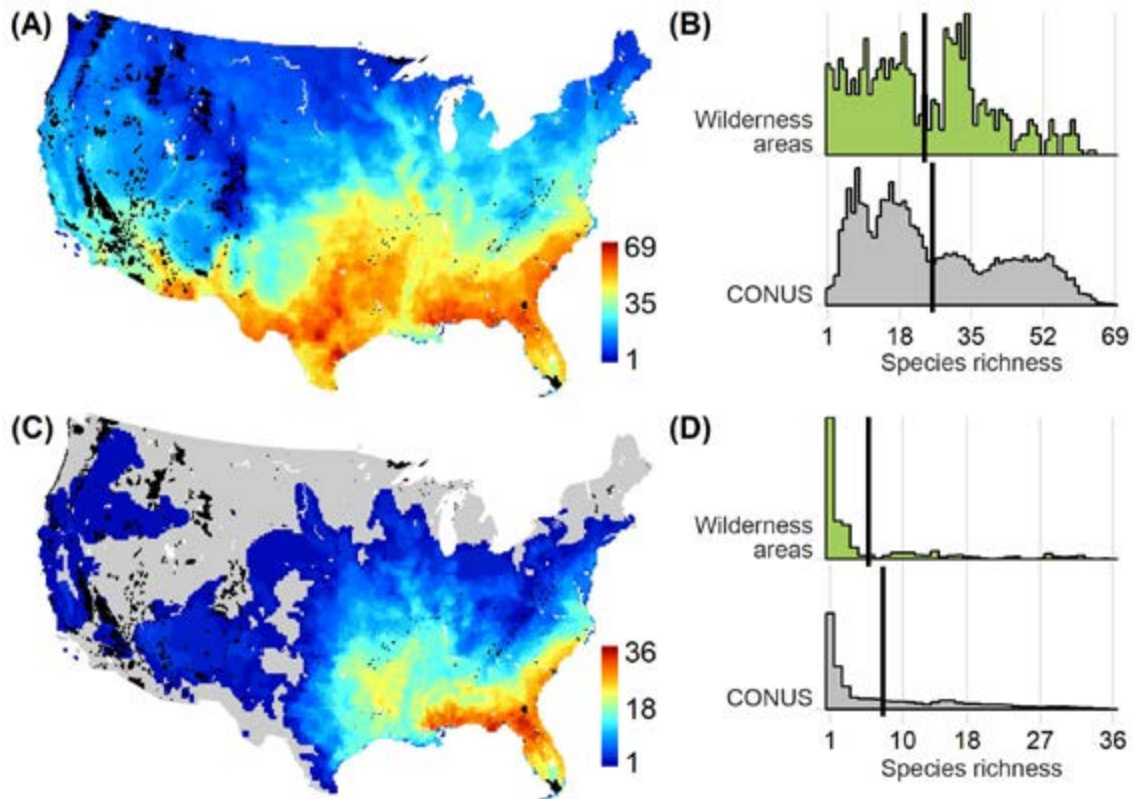 (A)
69
35
1
(B)
Wilderness
areas
CONUS
1 18 35 52 69
Species richness
(C)
36
18
1
(D)
Wilderness
areas
CONUS
1 10 18 27 36
Species richness